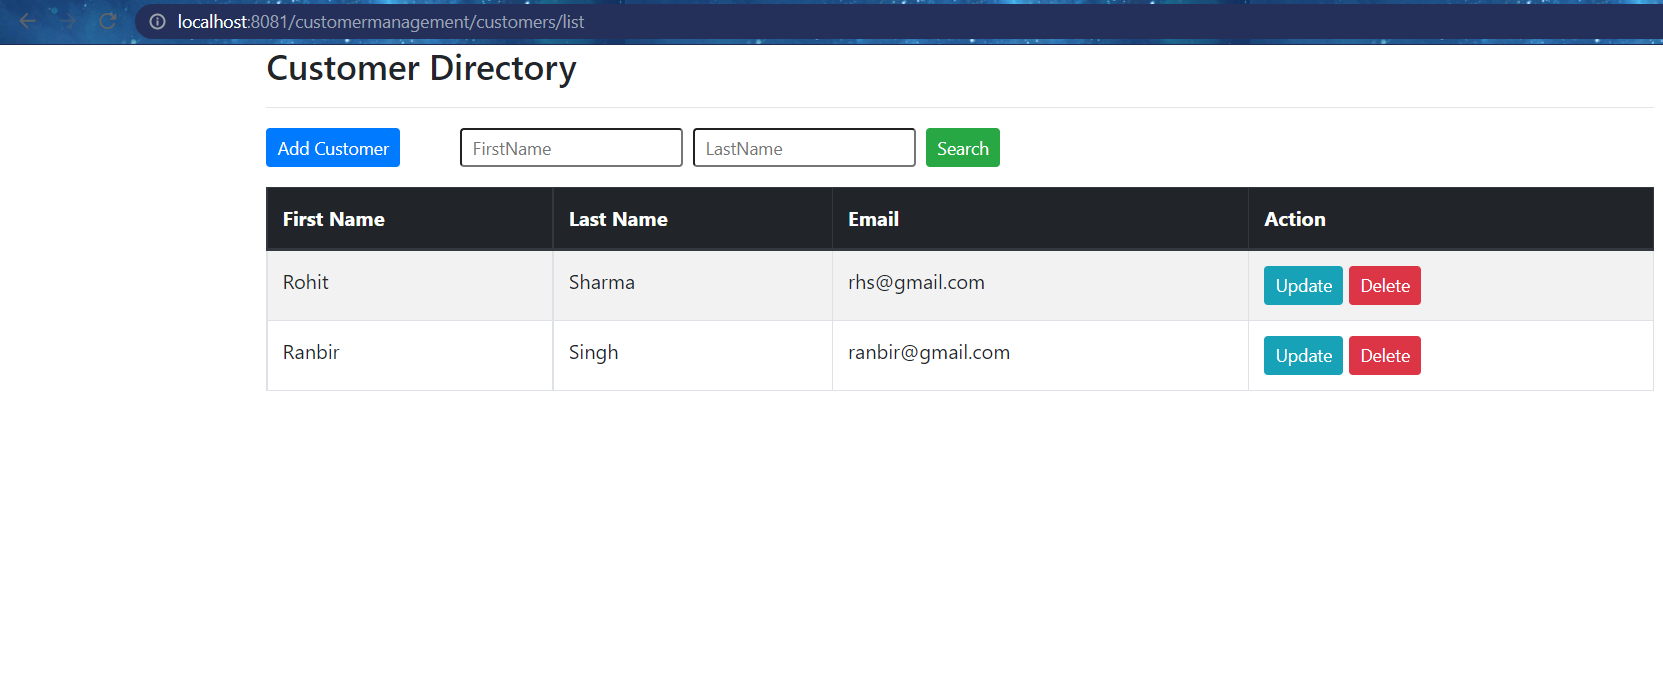 localhost:8081/customermanagement/customers/list
Customer Directory
Add Customer FirstName LastName Search
First Name Last Name Email Action
Rohit Sharma rhs@gmail.com Update Delete
Ranbir Singh ranbir@gmail.com Update Delete